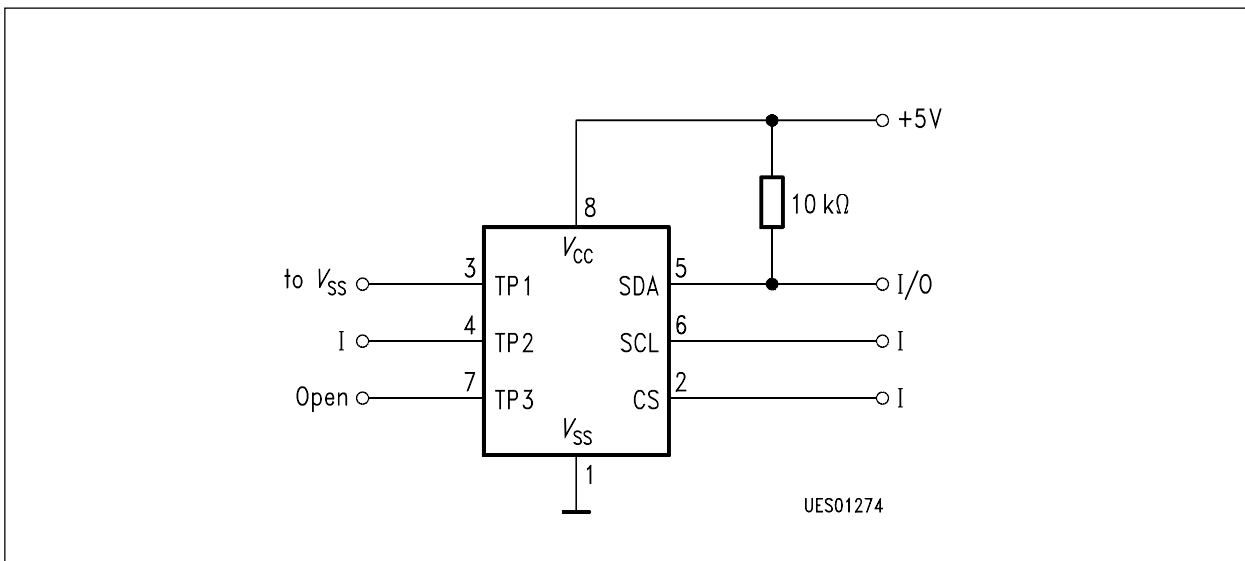 +5V
10 kΩ
8
VCC
to VSS
3
TP1
SDA
5
I/O
I
4
TP2
SCL
6
I
Open
7
TP3
CS
2
I
VSS
1
UES01274